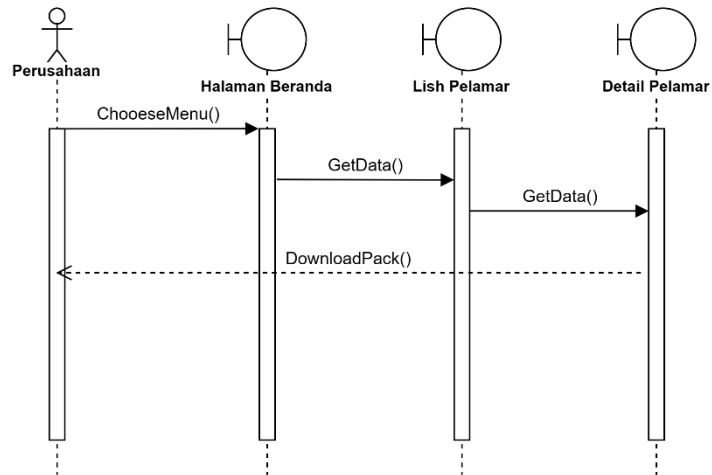 Perusahaan
Halaman Beranda
Lish Pelamar
Detail Pelamar
ChooeseMenu()
GetData()
GetData()
DownloadPack()